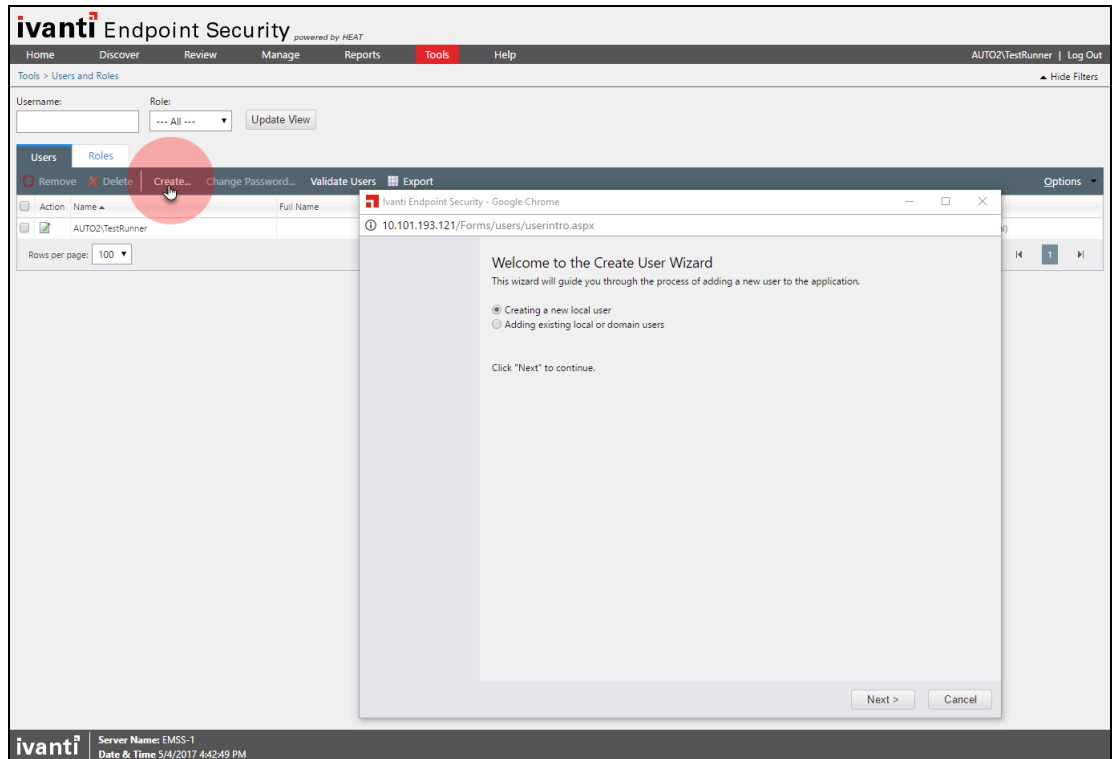 ivanti Endpoint Security powered by HEAT
Home Discover Review Manage Reports Tools Help AUTO2\TestRunner | Log Out
Tools > Users and Roles Hide Filters
Username: Role:
--- All --- Update View
Users Roles
Remove Delete Create... Change Password... Validate Users Export Options
Action Name Full Name
AUTO2\TestRunner
Rows per page: 100 1
Ivanti Endpoint Security - Google Chrome
10.101.193.121/Forms/users/userintro.aspx
Welcome to the Create User Wizard
This wizard will guide you through the process of adding a new user to the application.
Creating a new local user
Adding existing local or domain users
Click "Next" to continue.
Next > Cancel
ivanti
Server Name: EMSS-1
Date & Time 5/4/2017 4:42:49 PM